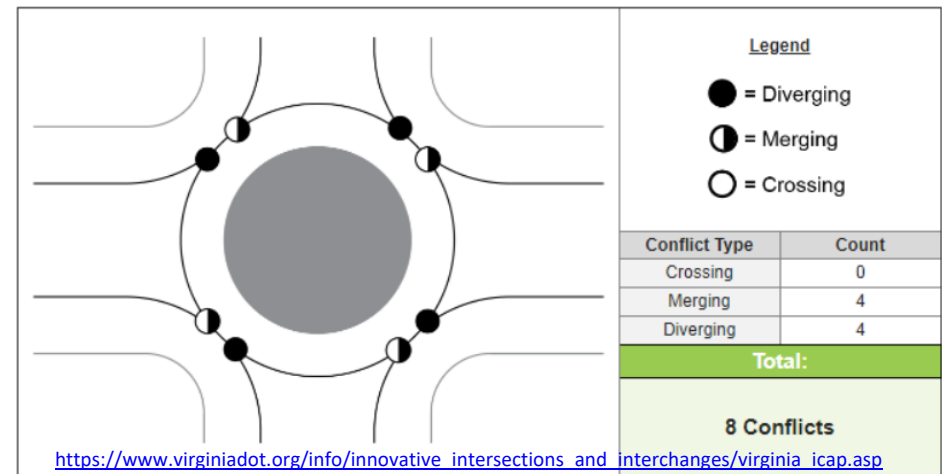 Legend
= Diverging
= Merging
= Crossing
Conflict Type Count
Crossing 0
Merging 4
Diverging 4
Total:
8 Conflicts
https://www.virginiadot.org/info/innovative_intersections_and_interchanges/virginia_icap.asp